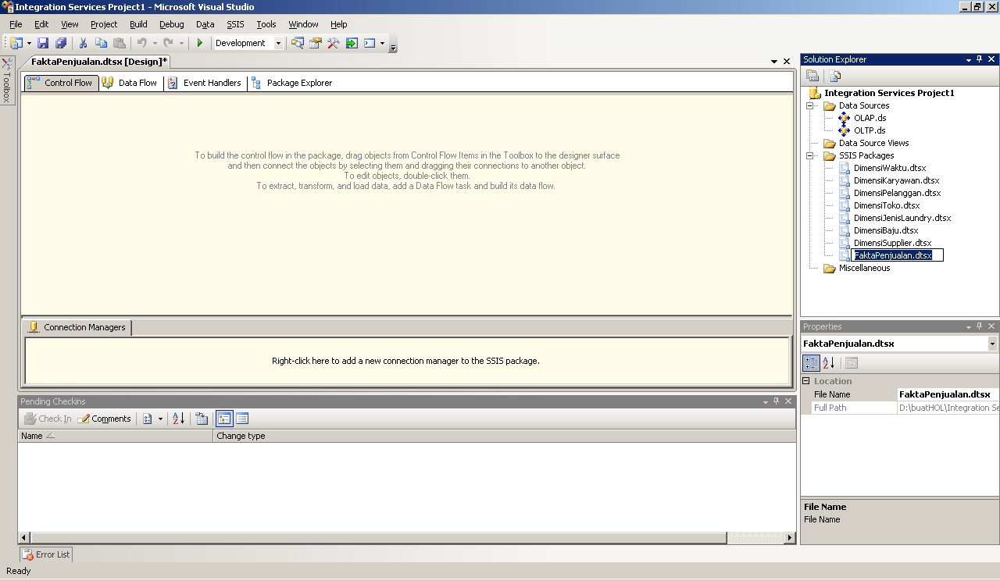 Integration Services Project1 - Microsoft Visual Studio
File Edit View Project Build Debug Data SSIS Tools Window Help
Development
Toolbox
FaktaPenjualan.dtsx [Design]*
Control Flow Data Flow Event Handlers Package Explorer
To build the control flow in the package, drag objects from Control Flow Items in the Toolbox to the designer surface
and then connect the objects by selecting them and dragging their connections to another object.
To edit objects, double-click them.
To extract, transform, and load data, add a Data Flow task and build its data flow.
Connection Managers
Right-click here to add a new connection manager to the SSIS package.
Pending Checkins
Check In Comments
Name Change type
Error List
Ready
Solution Explorer
Integration Services Project1
Data Sources
OLAP.ds
OLTP.ds
Data Source Views
SSIS Packages
DimensiWaktu.dtsx
DimensiKaryawan.dtsx
DimensiPelanggan.dtsx
DimensiToko.dtsx
DimensiJenisLaundry.dtsx
DimensiBaju.dtsx
DimensiSupplier.dtsx
FaktaPenjualan.dtsx
Miscellaneous
Properties
FaktaPenjualan.dtsx
Location
File Name FaktaPenjualan.dtsx
Full Path D:\buatHOL\Integration Se
File Name
File Name